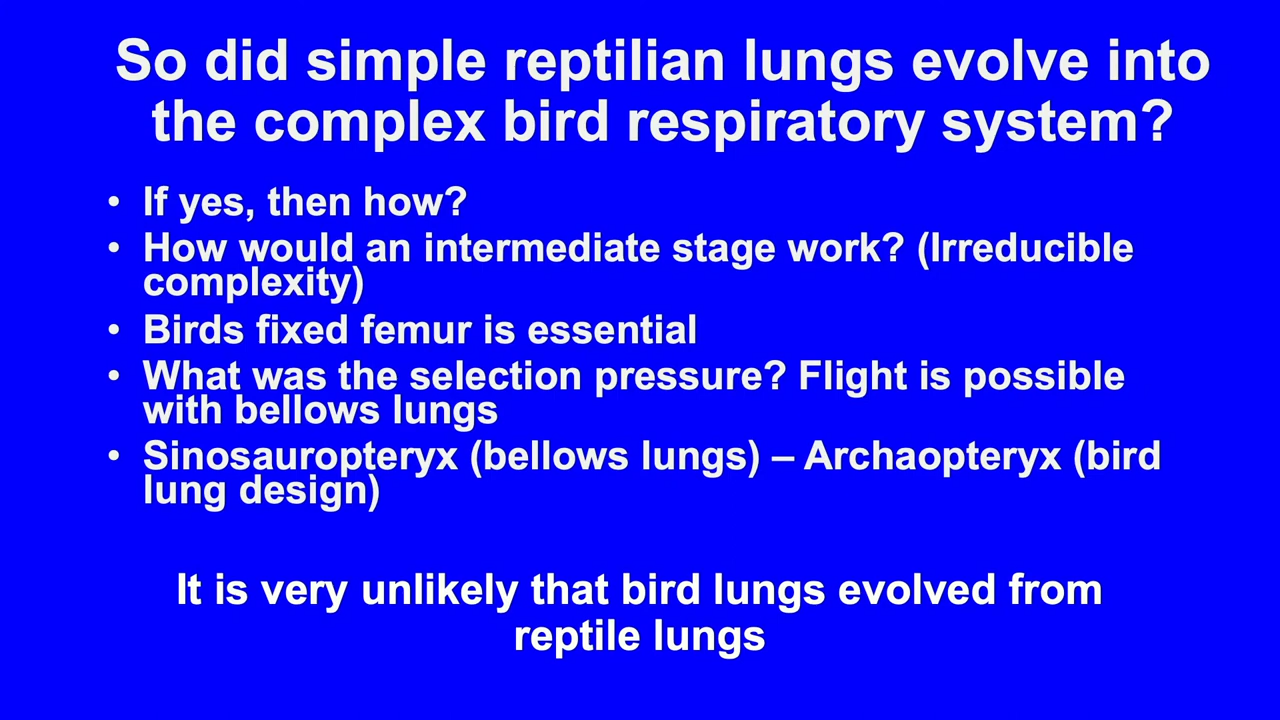 So did simple reptilian lungs evolve into
the complex bird respiratory system?
• If yes, then how?
• How would an intermediate stage work? (Irreducible
complexity)
• Birds fixed femur is essential
• What was the selection pressure? Flight is possible
with bellows lungs
• Sinosauropteryx (bellows lungs) – Archaopteryx (bird
lung design)
It is very unlikely that bird lungs evolved from
reptile lungs